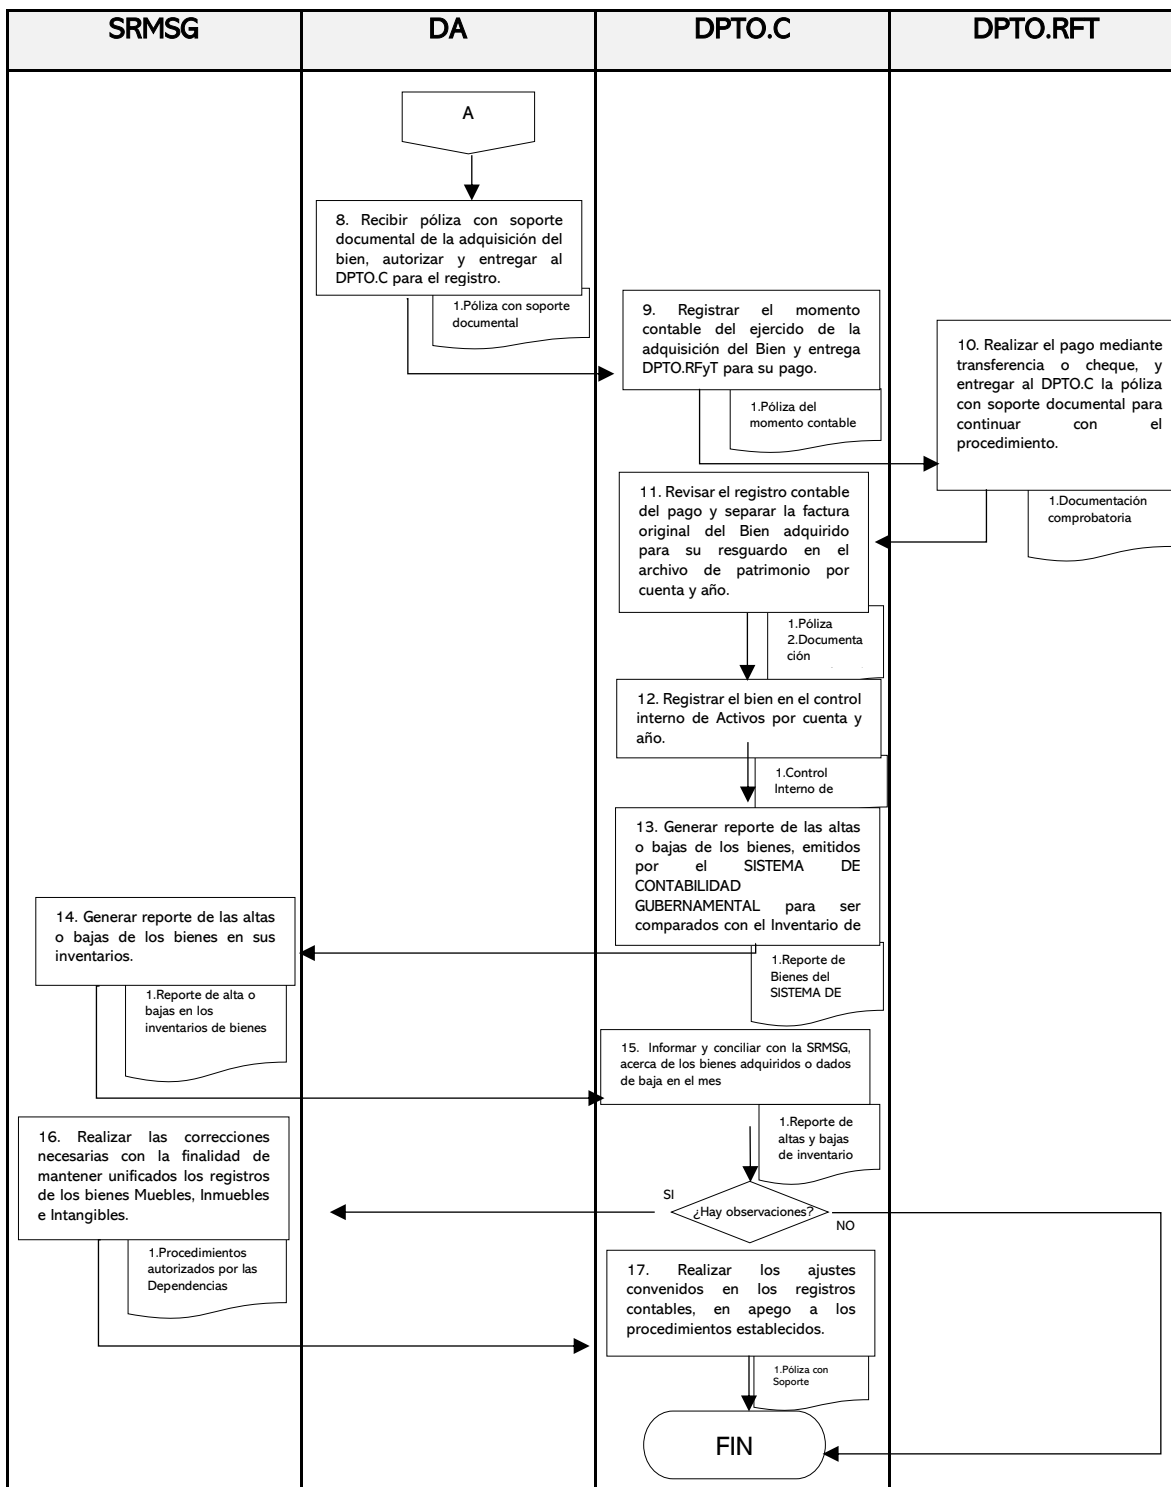 SRMSG
DA
DPTO.C
DPTO.RFT
A
8. Recibir póliza con soporte
documental de la adquisición del
bien, autorizar y entregar al
DPTO.C para el registro.
1.Póliza con soporte
documental
9. Registrar el momento
contable del ejercido de la
adquisición del Bien y entrega
DPTO.RFyT para su pago.
1.Póliza del
momento contable
10. Realizar el pago mediante
transferencia o cheque, y
entregar al DPTO.C la póliza
con soporte documental para
continuar con el
procedimiento.
1.Documentación
comprobatoria
11. Revisar el registro contable
del pago y separar la factura
original del Bien adquirido
para su resguardo en el
archivo de patrimonio por
cuenta y año.
1.Póliza
2.Documenta
ción
12. Registrar el bien en el control
interno de Activos por cuenta y
año.
1.Control
Interno de
13. Generar reporte de las altas
o bajas de los bienes, emitidos
por el SISTEMA DE
CONTABILIDAD
GUBERNAMENTAL para ser
comparados con el Inventario de
1.Reporte de
Bienes del
SISTEMA DE
14. Generar reporte de las altas
o bajas de los bienes en sus
inventarios.
1.Reporte de alta o
bajas en los
inventarios de bienes
15. Informar y conciliar con la SRMSG,
acerca de los bienes adquiridos o dados
de baja en el mes
1.Reporte de
altas y bajas
de inventario
¿Hay observaciones?
SI
NO
16. Realizar las correcciones
necesarias con la finalidad de
mantener unificados los registros
de los bienes Muebles, Inmuebles
e Intangibles.
1.Procedimientos
autorizados por las
Dependencias
17. Realizar los ajustes
convenidos en los registros
contables, en apego a los
procedimientos establecidos.
1.Póliza con
Soporte
FIN